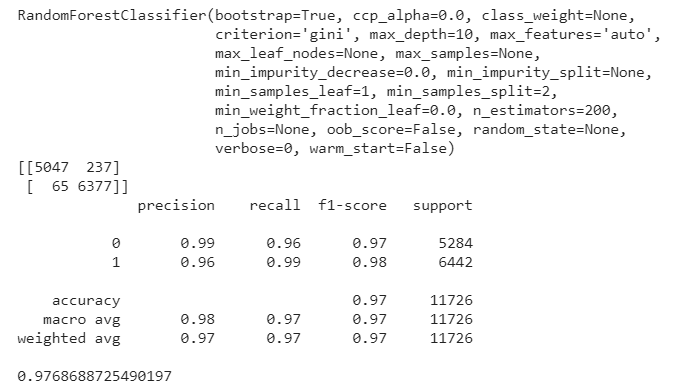 RandomForestClassifier(bootstrap=True, ccp_alpha=0.0, class_weight=None,
criterion='gini', max_depth=10, max_features='auto',
max_leaf_nodes=None, max_samples=None,
min_impurity_decrease=0.0, min_impurity_split=None,
min_samples_leaf=1, min_samples_split=2,
min_weight_fraction_leaf=0.0, n_estimators=200,
n_jobs=None, oob_score=False, random_state=None,
verbose=0, warm_start=False)
[[5047 237]
[ 65 6377]]
precision recall f1-score support
0 0.99 0.96 0.97 5284
1 0.96 0.99 0.98 6442
accuracy 0.97 11726
macro avg 0.98 0.97 0.97 11726
weighted avg 0.97 0.97 0.97 11726
0.9768688725490197